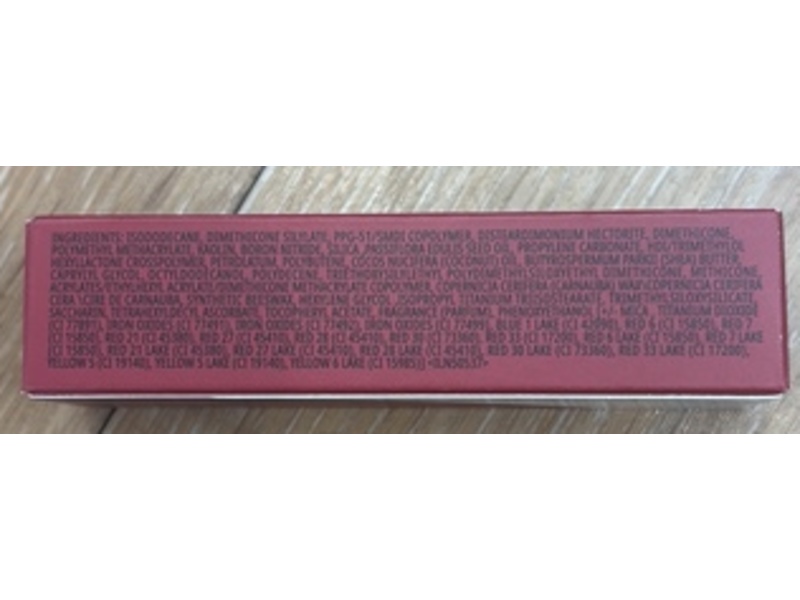 INGREDIENTS: ISODODECANE, DIMETHICONE SILYLATE, PPG-51/SMDI COPOLYMER, DISTEARDIMONIUM HECTORITE, DIMETHICONE,
POLYMETHYL METHACRYLATE, KAOLIN, BORON NITRIDE, SILICA, PASSIFLORA EDULIS SEED OIL, PROPYLENE CARBONATE, HDI/TRIMETHYLOL
HEXYLLACTONE CROSSPOLYMER, PETROLATUM, POLYBUTENE, COCOS NUCIFERA (COCONUT) OIL, BUTYROSPERMUM PARKII (SHEA) BUTTER,
CAPRYLYL GLYCOL, OCTYLDODECANOL, POLYDECENE, DIMETHICONE, METHICONE,
ACRYLATES/ETHYLHEXYL ACRYLATE/DIMETHICONE METHACRYLATE COPOLYMER, COPERNICIA CERIFERA (CARNAUBA) WAX\COPERNICIA CERIFERA
CERA \CIRE DE CARNAUBA, SYNTHETIC BEESWAX, HEXYLENE GLYCOL, ISOPROPYL TITANIUM TRIISOSTEARATE, TRIMETHYLSILOXYSILICATE,
SACCHARIN, TETRAHEXYLDECYL ASCORBATE, TOCOPHERYL ACETATE, FRAGRANCE (PARFUM), PHENOXYETHANOL [+/- MICA, TITANIUM DIOXIDE
(CI 77891), IRON OXIDES (CI 77491), IRON OXIDES (CI 77492), IRON OXIDES (CI 77499), BLUE 1 LAKE (CI 42090), RED 6 (CI 15850), RED 7
(CI 15850), RED 21 (CI 45380), RED 27 (CI 45410), RED 28 (CI 45410), RED 30 (CI 73360), RED 33 (CI 17200), RED 6 LAKE (CI 15850), RED 7 LAKE
(CI 15850), RED 21 LAKE (CI 45380), RED 27 LAKE (CI 45410), RED 28 LAKE (CI 45410), RED 30 LAKE (CI 73360), RED 33 LAKE (CI 17200),
YELLOW 5 (CI 19140), YELLOW 5 LAKE (CI 19140), YELLOW 6 LAKE (CI 15985)] <ILN50537>